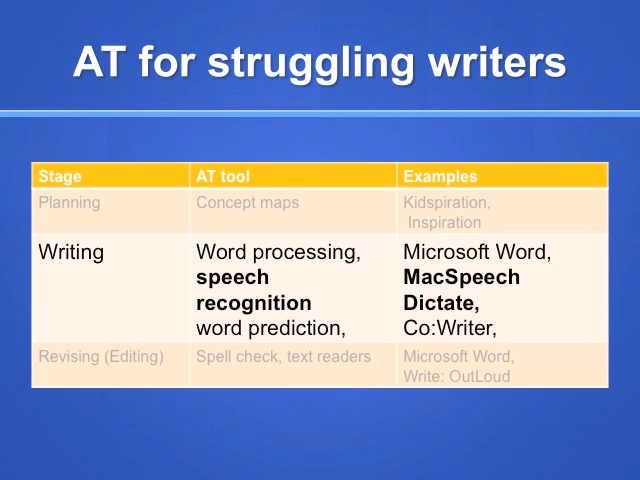 AT for struggling writers
Stage AT tool Examples
Planning Concept maps Kidspiration,
Inspiration
Writing Word processing, Microsoft Word,
speech MacSpeech
recognition Dictate,
word prediction, Co:Writer,
Revising (Editing) Spell check, text readers Microsoft Word,
Write: OutLoud